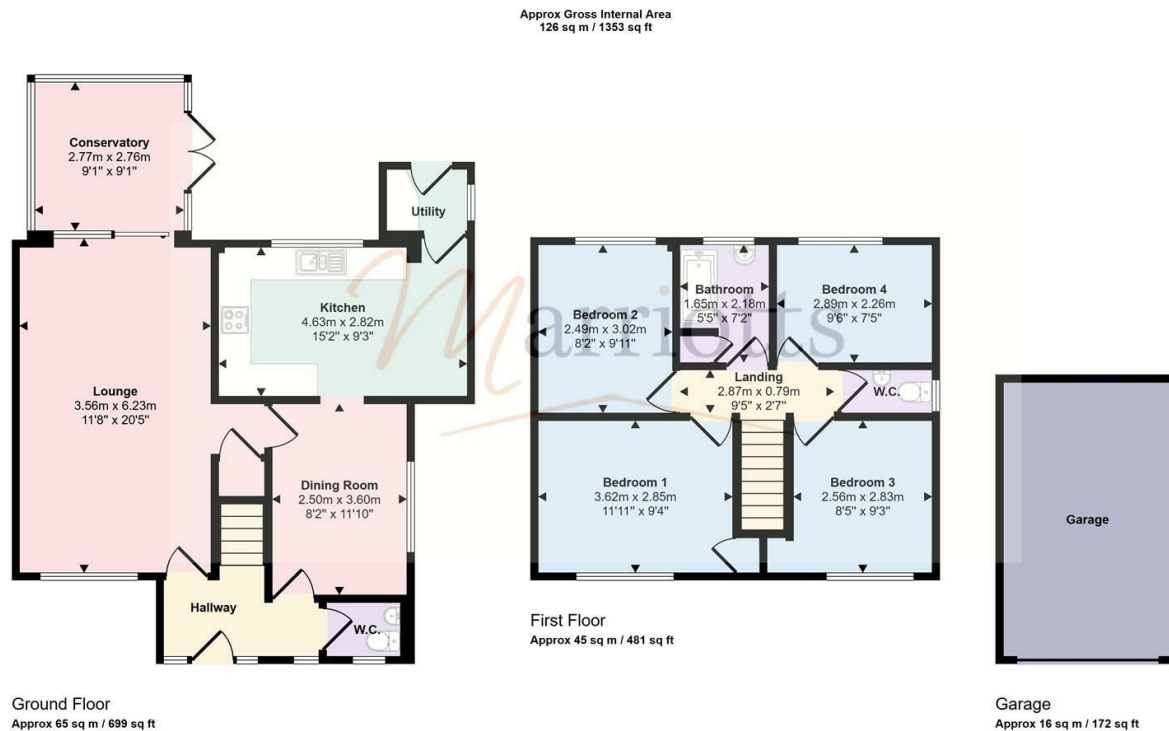 Approx Gross Internal Area
126 sq m / 1353 sq ft
Conservatory
2.77m x 2.76m
9'1" x 9'1"
Utility
Kitchen
4.63m x 2.82m
15'2" x 9'3"
Lounge
3.56m x 6.23m
11'8" x 20'5"
Dining Room
2.50m x 3.60m
8'2" x 11'10"
Hallway
W.C.
Ground Floor
Approx 65 sq m / 699 sq ft
Marriotts
Bedroom 2
2.49m x 3.02m
8'2" x 9'11"
Bathroom
1.65m x 2.18m
5'5" x 7'2"
Bedroom 4
2.89m x 2.26m
9'6" x 7'5"
Landing
2.87m x 0.79m
9'5" x 2'7"
W.C.
Bedroom 1
3.62m x 2.85m
11'11" x 9'4"
Bedroom 3
2.56m x 2.83m
8'5" x 9'3"
First Floor
Approx 45 sq m / 481 sq ft
Garage
Garage
Approx 16 sq m / 172 sq ft